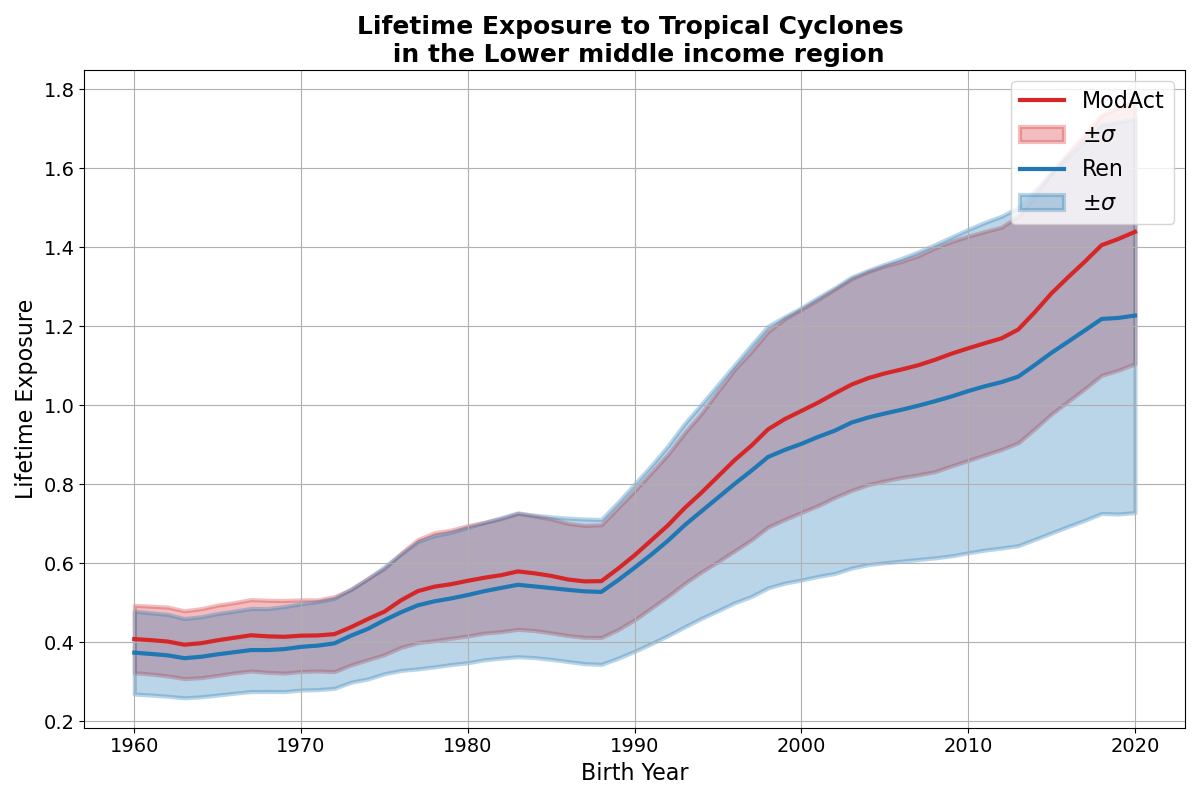 Lifetime Exposure to Tropical Cyclones
in the Lower middle income region
1.8
1.6
1.4
1.2
1.0
0.8
0.6
0.4
0.2
Lifetime Exposure
ModAct
±σ
Ren
±σ
1960 1970 1980 1990 2000 2010 2020
Birth Year